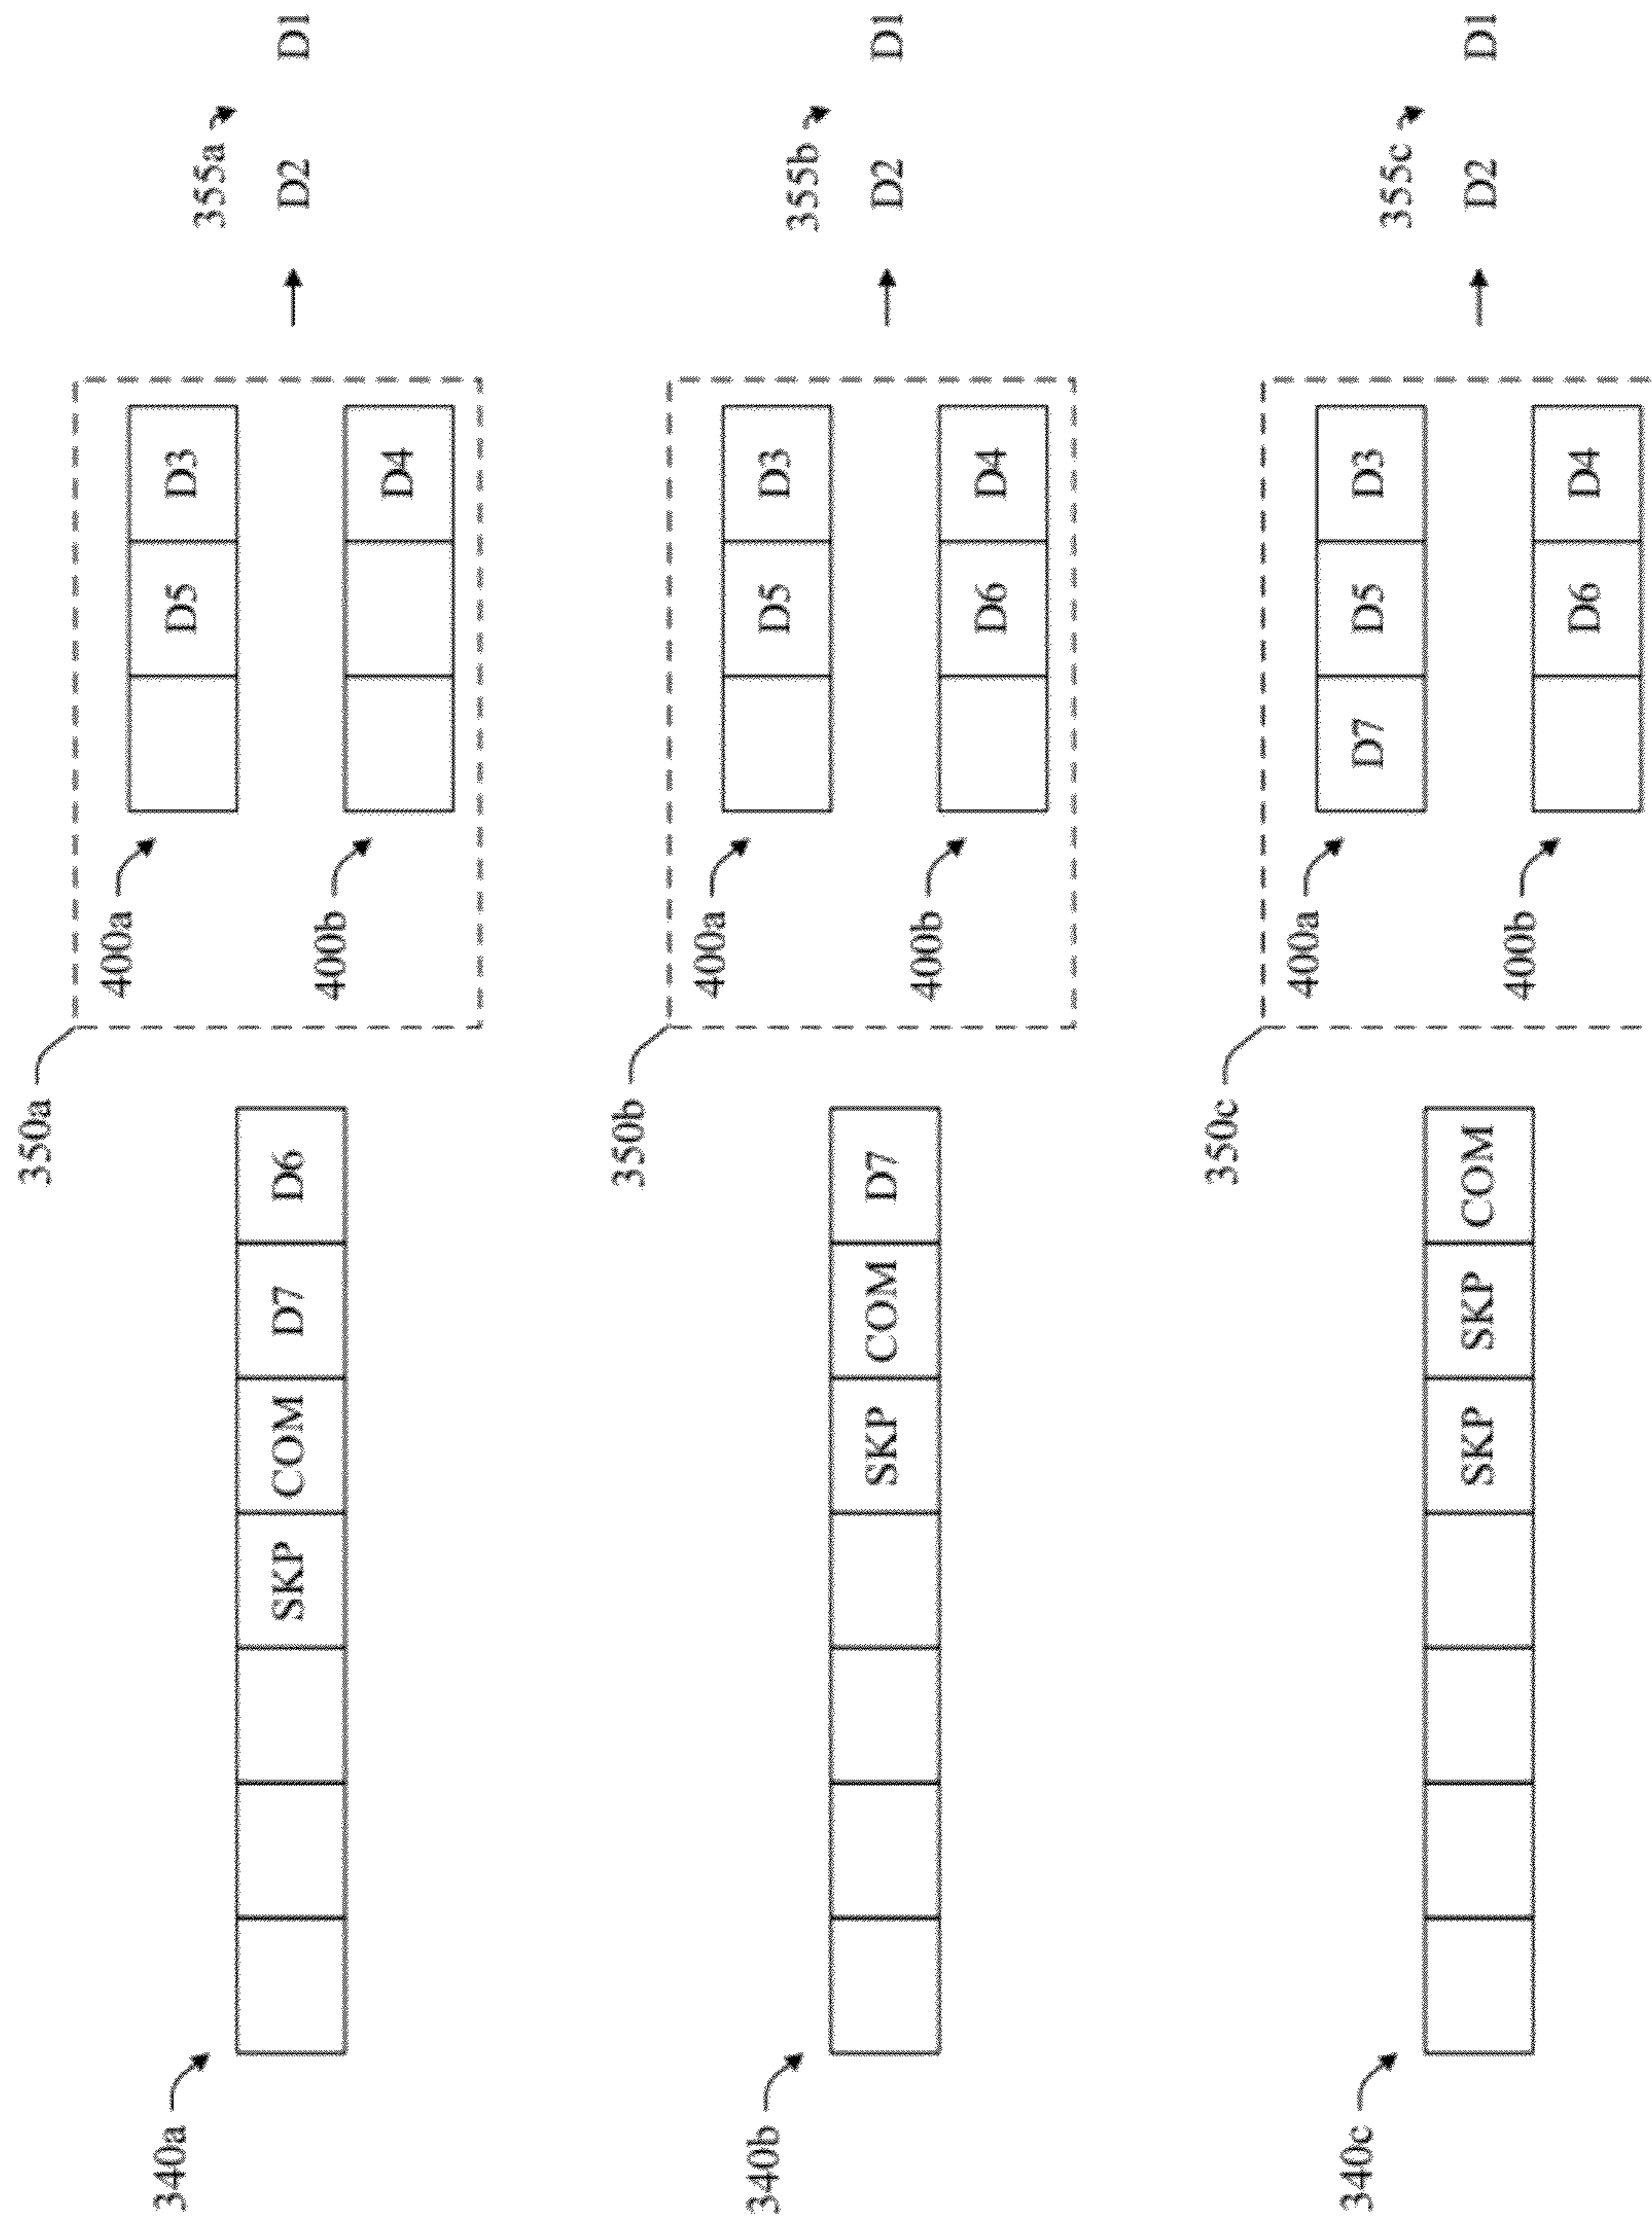 350a
400a
340a
D5 D3
355a
SKP COM D7 D6 D2 D1
400b
D4
350b
400a
340b
D5 D3
355b
SKP COM D7 D2 D1
400b
D6 D4
350c
400a
340c
D7 D5 D3
355c
SKP SKP COM D2 D1
400b
D6 D4